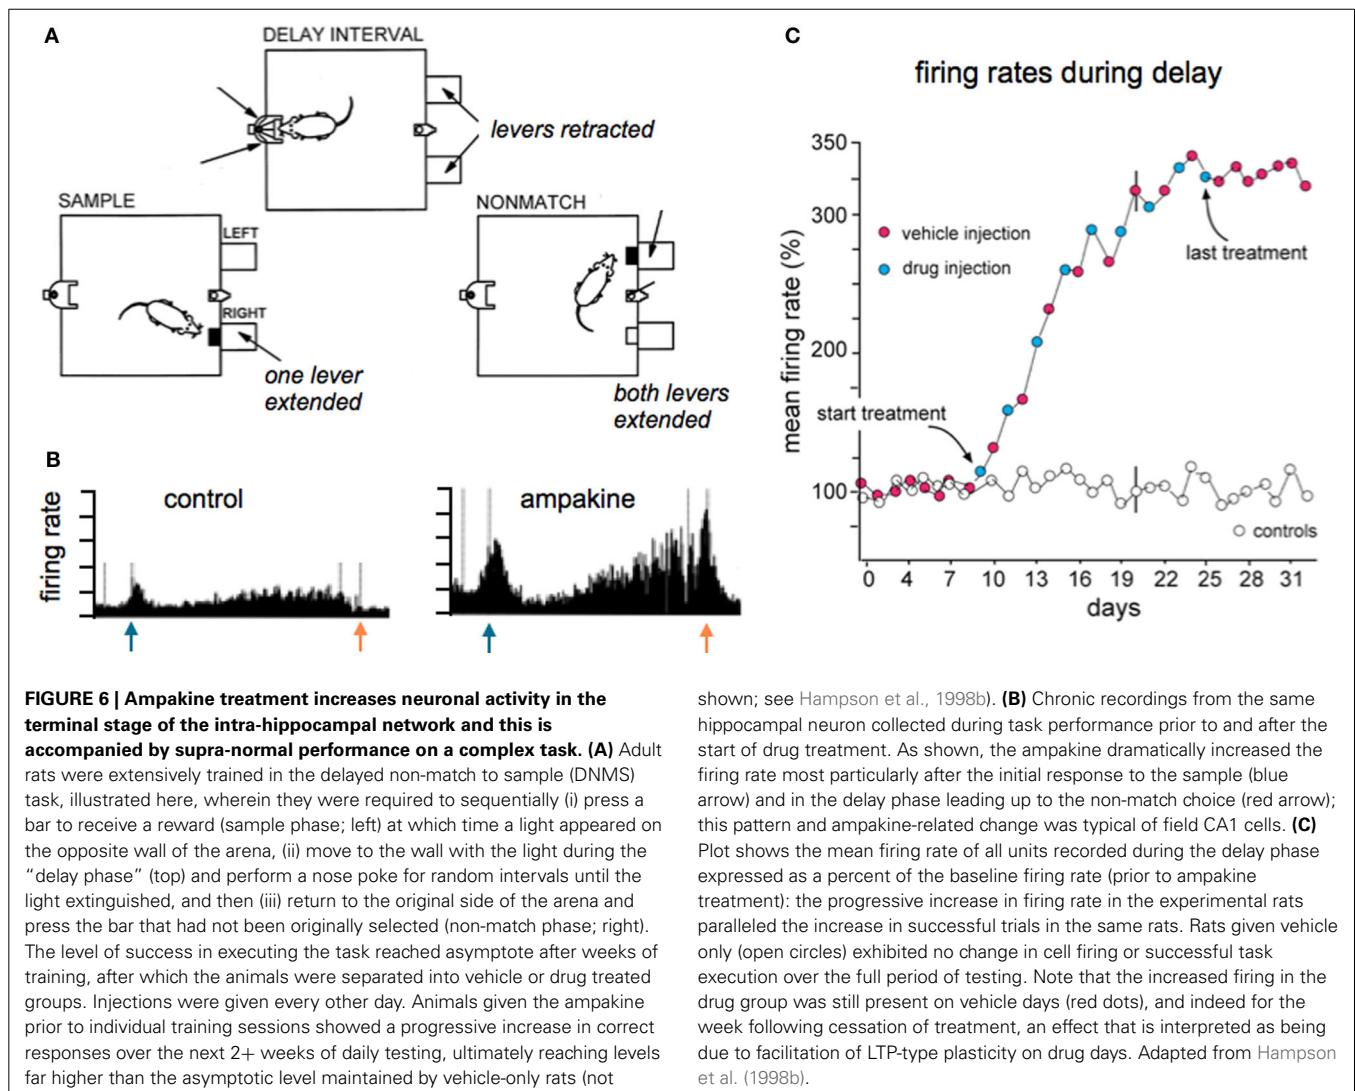 A
DELAY INTERVAL
levers retracted
SAMPLE
LEFT
RIGHT
one lever
extended
NONMATCH
both levers
extended
B
firing rate
control
ampakine
C
firing rates during delay
mean firing rate (%)
350
300
200
100
vehicle injection
drug injection
last treatment
start treatment
controls
0
4
7
10
13
16
19
22
25
28
31
days
FIGURE 6 | Ampakine treatment increases neuronal activity in the
terminal stage of the intra-hippocampal network and this is
accompanied by supra-normal performance on a complex task. (A) Adult
rats were extensively trained in the delayed non-match to sample (DNMS)
task, illustrated here, wherein they were required to sequentially (i) press a
bar to receive a reward (sample phase; left) at which time a light appeared on
the opposite wall of the arena, (ii) move to the wall with the light during the
“delay phase” (top) and perform a nose poke for random intervals until the
light extinguished, and then (iii) return to the original side of the arena and
press the bar that had not been originally selected (non-match phase; right).
The level of success in executing the task reached asymptote after weeks of
training, after which the animals were separated into vehicle or drug treated
groups. Injections were given every other day. Animals given the ampakine
prior to individual training sessions showed a progressive increase in correct
responses over the next 2+ weeks of daily testing, ultimately reaching levels
far higher than the asymptotic level maintained by vehicle-only rats (not
shown; see Hampson et al., 1998b). (B) Chronic recordings from the same
hippocampal neuron collected during task performance prior to and after the
start of drug treatment. As shown, the ampakine dramatically increased the
firing rate most particularly after the initial response to the sample (blue
arrow) and in the delay phase leading up to the non-match choice (red arrow);
this pattern and ampakine-related change was typical of field CA1 cells. (C)
Plot shows the mean firing rate of all units recorded during the delay phase
expressed as a percent of the baseline firing rate (prior to ampakine
treatment): the progressive increase in firing rate in the experimental rats
paralleled the increase in successful trials in the same rats. Rats given vehicle
only (open circles) exhibited no change in cell firing or successful task
execution over the full period of testing. Note that the increased firing in the
drug group was still present on vehicle days (red dots), and indeed for the
week following cessation of treatment, an effect that is interpreted as being
due to facilitation of LTP-type plasticity on drug days. Adapted from Hampson
et al. (1998b).